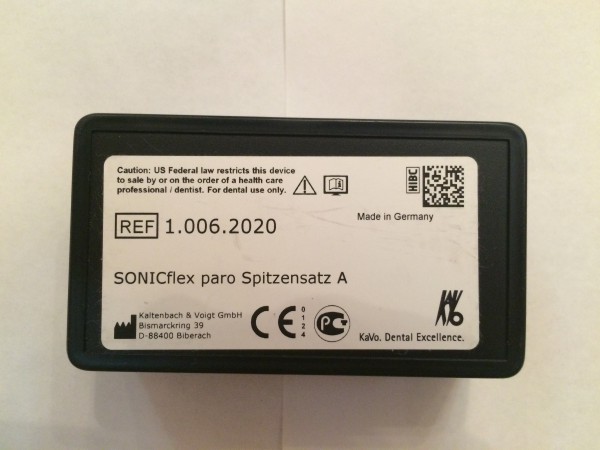 Caution: US Federal law restricts this device
to sale by or on the order of a health care
professional / dentist. For dental use only.
HIBC
REF 1.006.2020
Made in Germany
SONICflex paro Spitzensatz A
Kaltenbach & Voigt GmbH
Bismarckring 39
D-88400 Biberach
CE 0124
PC
KaVo
KaVo. Dental Excellence.